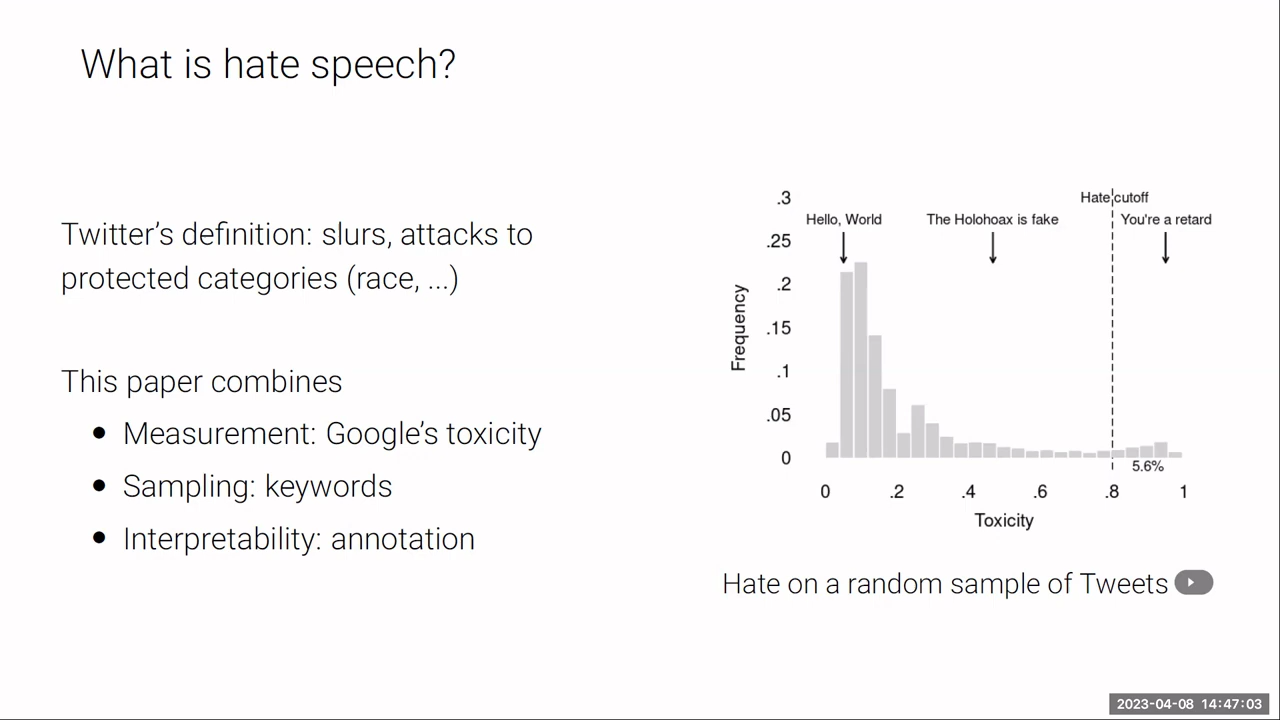 What is hate speech?
Twitter’s definition: slurs, attacks to
protected categories (race, ...)
This paper combines
● Measurement: Google’s toxicity
● Sampling: keywords
● Interpretability: annotation
Hate cutoff
Hello, World
The Holohoax is fake
You're a retard
.3
.25
.2
.15
.1
.05
0
Frequency
5.6%
0 .2 .4 .6 .8 1
Toxicity
Hate on a random sample of Tweets
2023-04-08 14:47:03